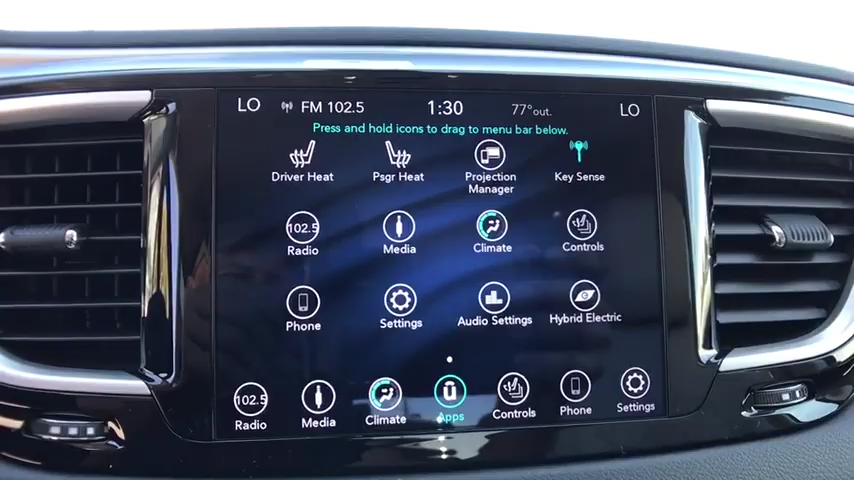 LO FM 102.5 1:30 77°out. LO
Press and hold icons to drag to menu bar below.
Driver Heat Psgr Heat Projection Manager Key Sense
102.5
Radio Media Climate Controls
Phone Settings Audio Settings Hybrid Electric
102.5
Radio Media Climate Apps Controls Phone Settings